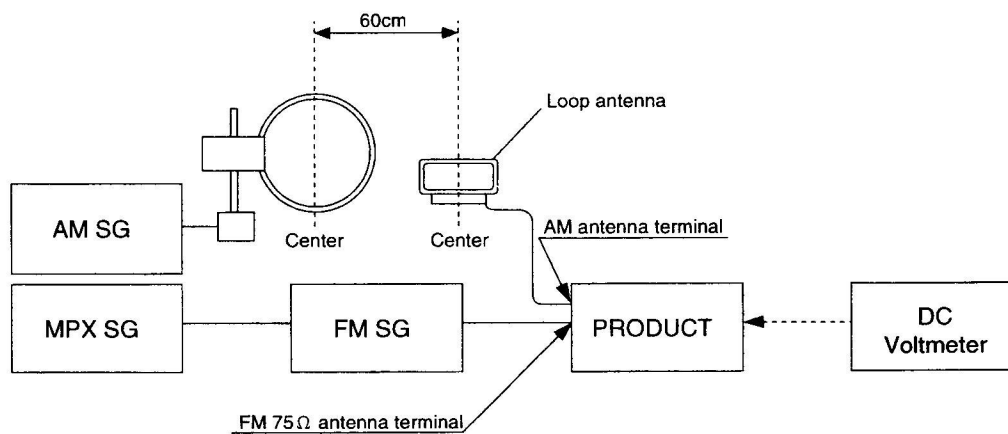 60cm
Loop antenna
AM SG
Center
Center
AM antenna terminal
MPX SG
FM SG
PRODUCT
DC
Voltmeter
FM 75Ω antenna terminal